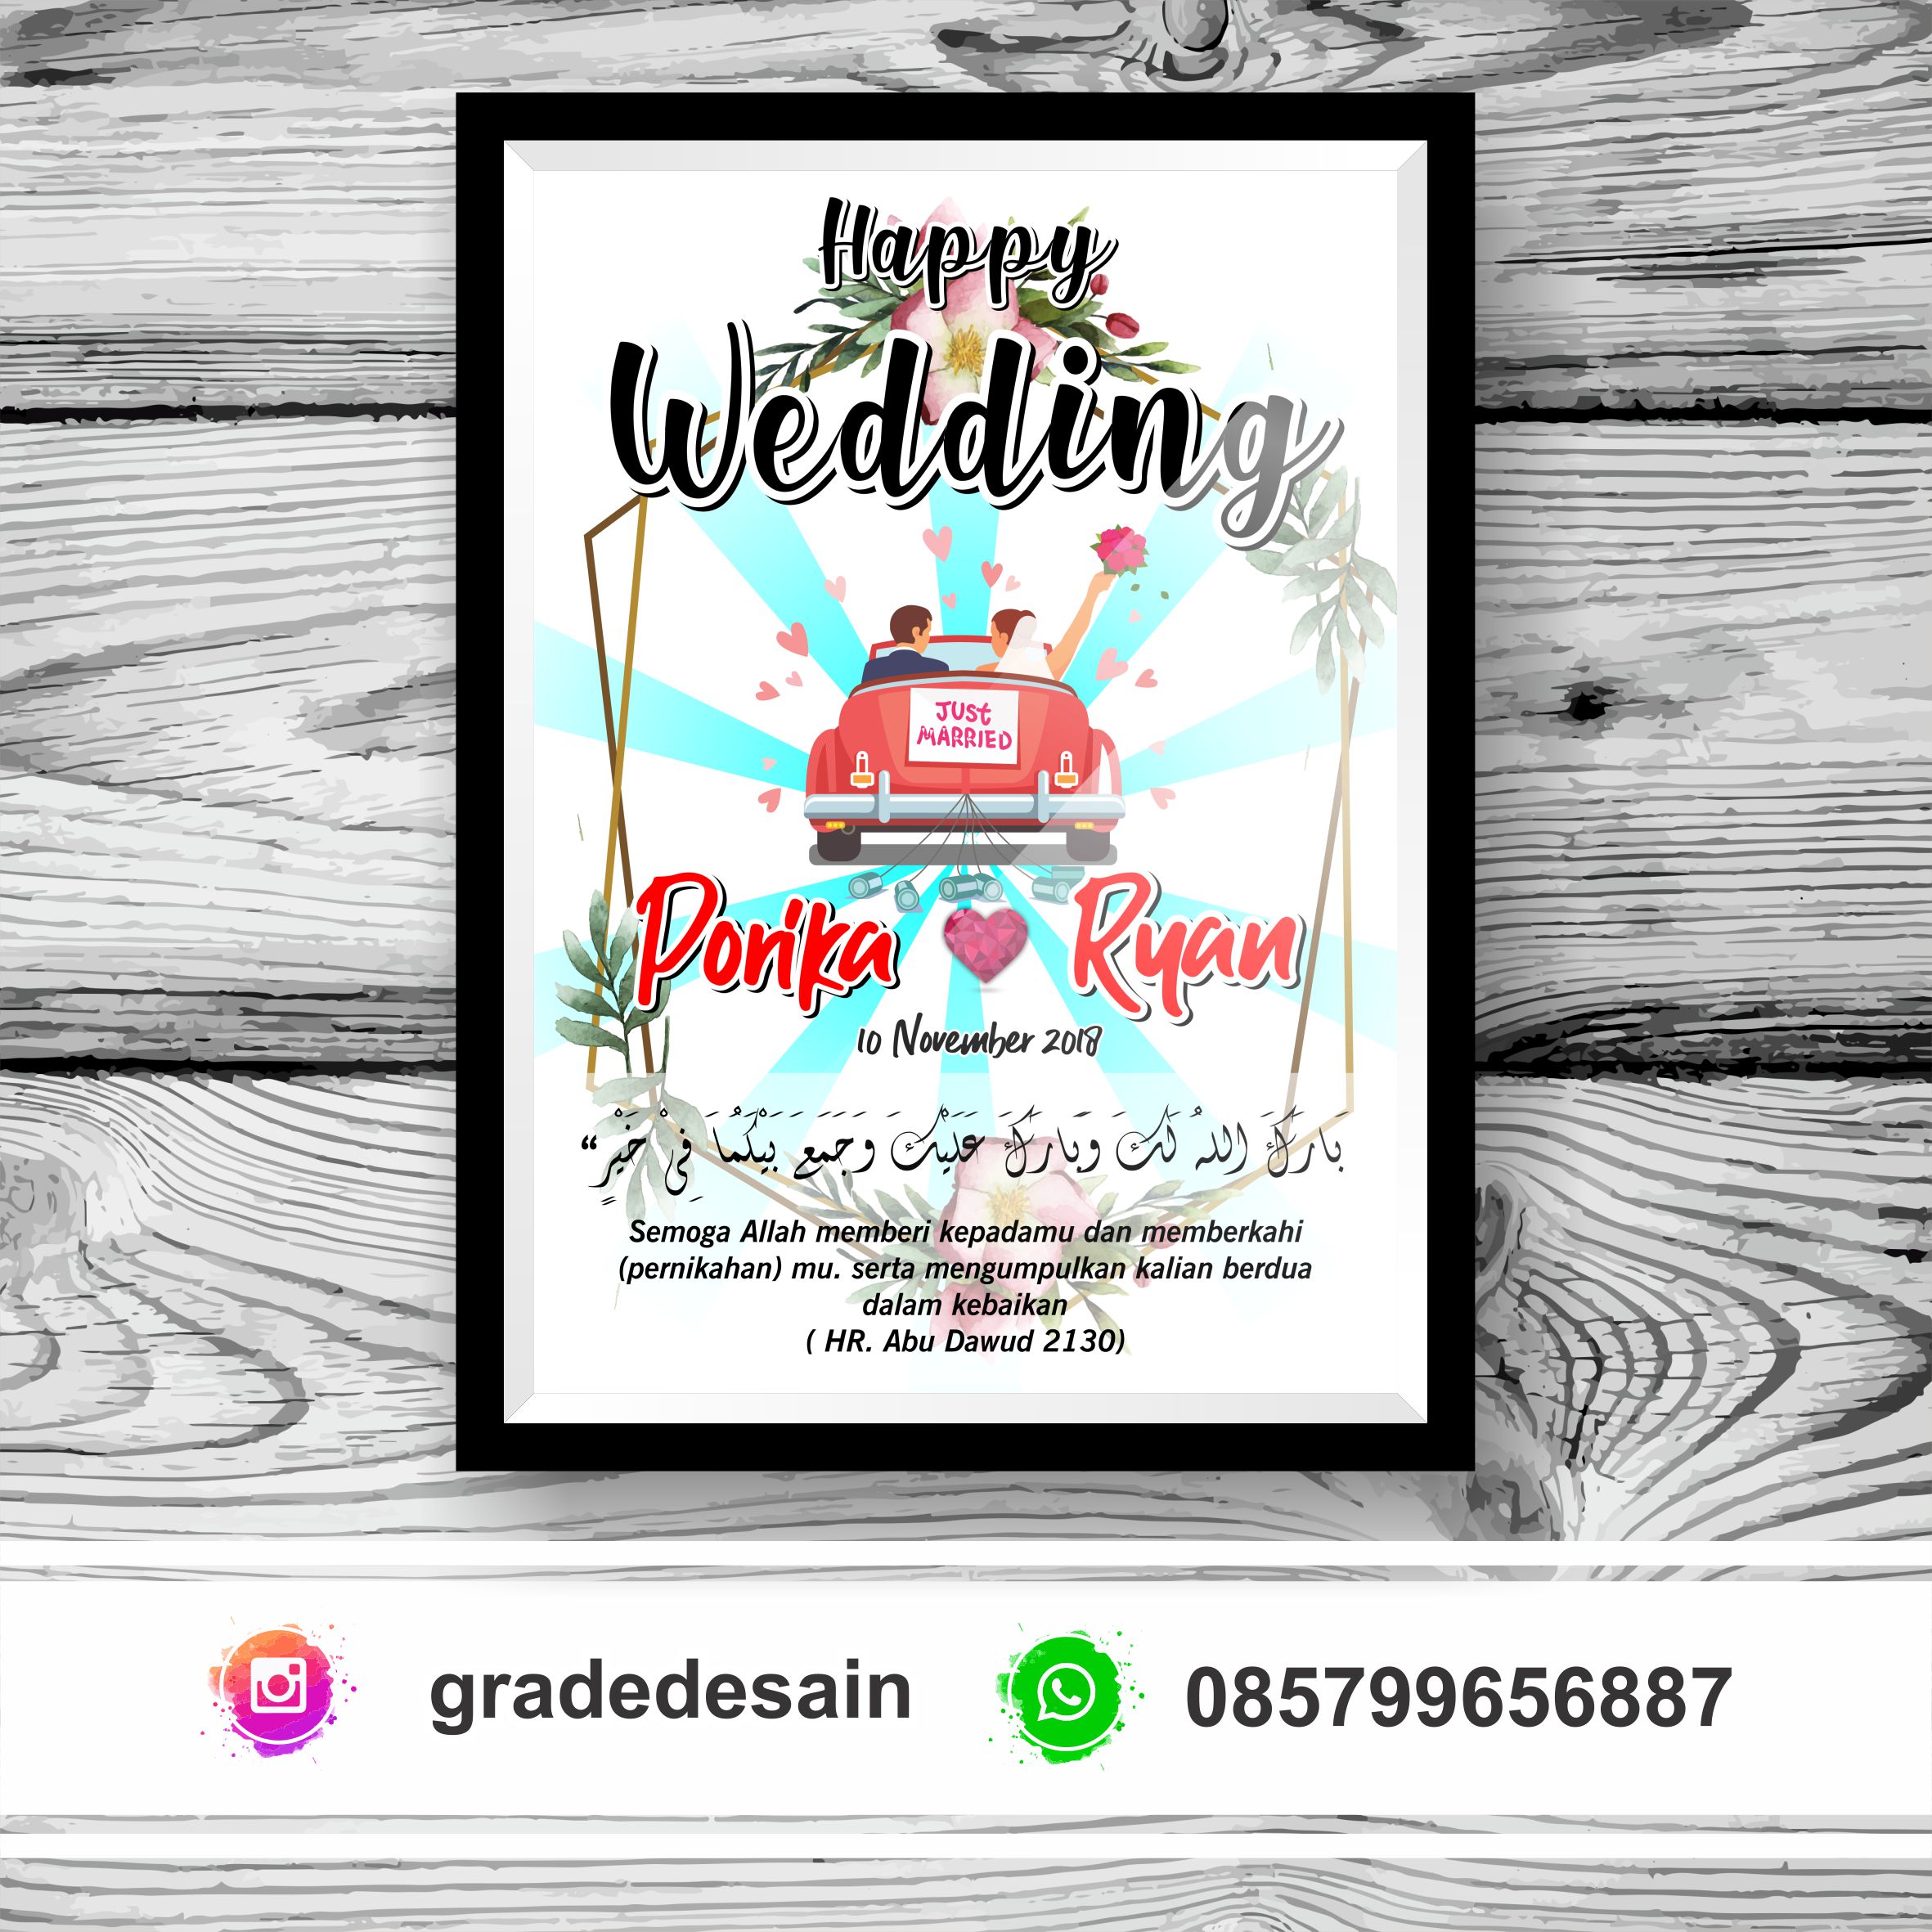 Happy
Wedding
JUST
MARRIED
Porika Ryan
10 November 2018
بَارَكَ اللهُ لَكَ وَبَارَكَ عَلَيْكَ وَجَمَعَ بَيْكُمَا فِيْ خَيْرٍ“
Semoga Allah memberi kepadamu dan memberkahi
(pernikahan) mu. serta mengumpulkan kalian berdua
dalam kebaikan
( HR. Abu Dawud 2130)
gradedesain
085799656887